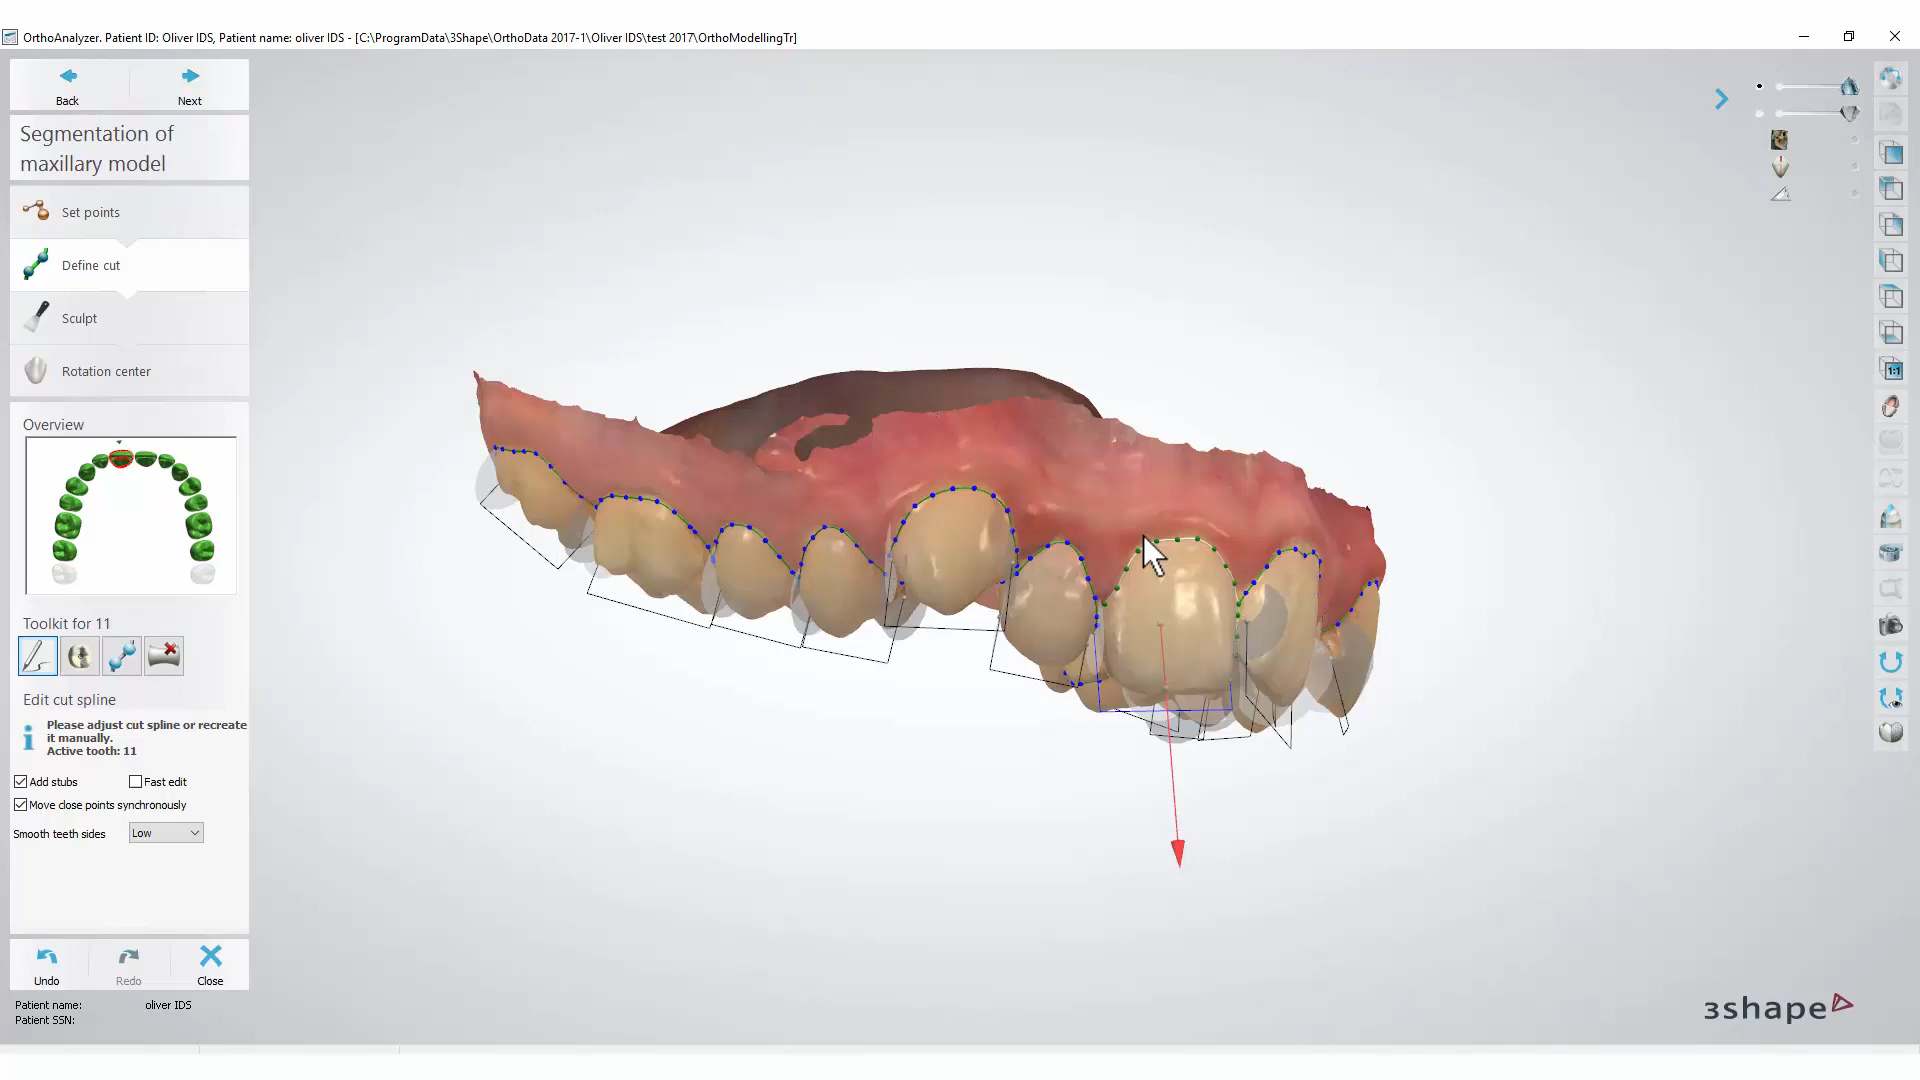 OrthoAnalyzer. Patient ID: Oliver IDS, Patient name: oliver IDS - [C:\ProgramData\3Shape\OrthoData 2017-1\Oliver IDS\test 2017\OrthoModellingTr]
Back
Next
Segmentation of
maxillary model
Set points
Define cut
Sculpt
Rotation center
Overview
Toolkit for 11
Edit cut spline
Please adjust cut spline or recreate
it manually.
Active tooth: 11
Add stubs
Fast edit
Move close points synchronously
Smooth teeth sides
Low
Undo
Redo
Close
Patient name:
oliver IDS
Patient SSN:
1:1
3shape